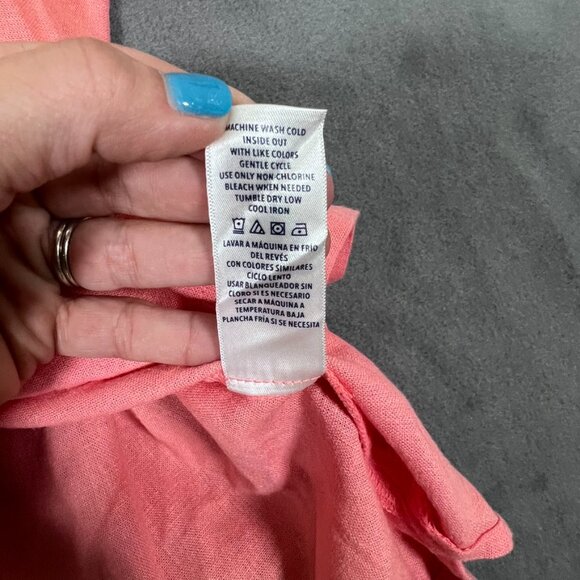 MACHINE WASH COLD
INSIDE OUT
WITH LIKE COLORS
GENTLE CYCLE
USE ONLY NON-CHLORINE
BLEACH WHEN NEEDED
TUMBLE DRY LOW
COOL IRON
LAVAR A MÁQUINA EN FRÍO
DEL REVÉS
CON COLORES SIMILARES
CICLO LENTO
USAR BLANQUEADOR SIN
CLORO SI ES NECESARIO
SECAR A MÁQUINA A
TEMPERATURA BAJA
PLANCHA FRÍA SI SE NECESITA